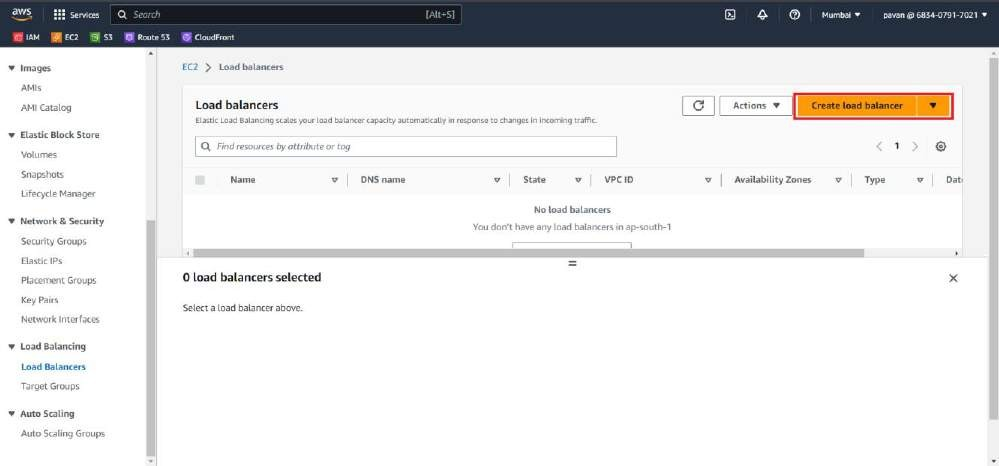 aws Services Search [Alt+S] Mumbai pavan @ 6834-0791-7021
IAM EC2 S3 Route 53 CloudFront
Images
AMIs
AMI Catalog
Elastic Block Store
Volumes
Snapshots
Lifecycle Manager
Network & Security
Security Groups
Elastic IPs
Placement Groups
Key Pairs
Network Interfaces
Load Balancing
Load Balancers
Target Groups
Auto Scaling
Auto Scaling Groups
EC2 > Load balancers
Load balancers
Actions
Create load balancer
Elastic Load Balancing scales your load balancer capacity automatically in response to changes in incoming traffic.
Find resources by attribute or tag
1
Name DNS name State VPC ID Availability Zones Type Date
No load balancers
You don't have any load balancers in ap-south-1
0 load balancers selected
Select a load balancer above.